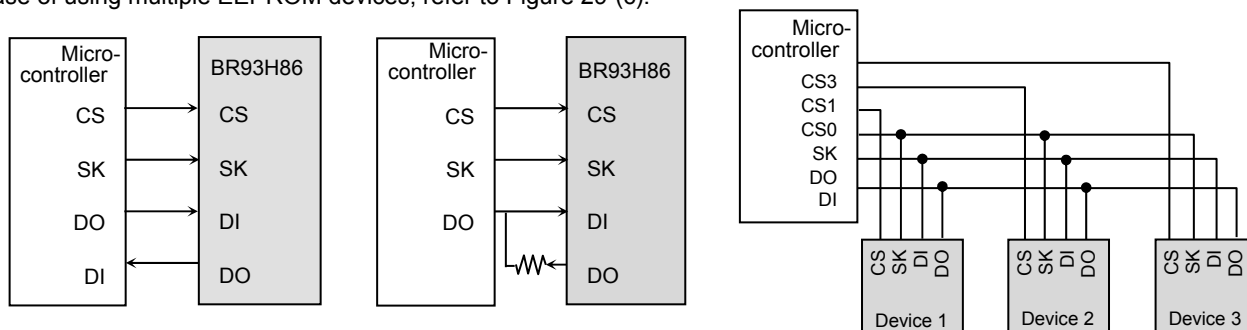 ase of using multiple EEPROM devices, refer to Figure 29 (c).
Micro-
controller
CS
SK
DO
DI
BR93H86
CS
SK
DI
DO
Micro-
controller
CS
SK
DO
BR93H86
CS
SK
DI
DO
Micro-
controller
CS3
CS1
CS0
SK
DO
DI
CS
SK
DI
DO
Device 1
CS
SK
DI
DO
Device 2
CS
SK
DI
DO
Device 3